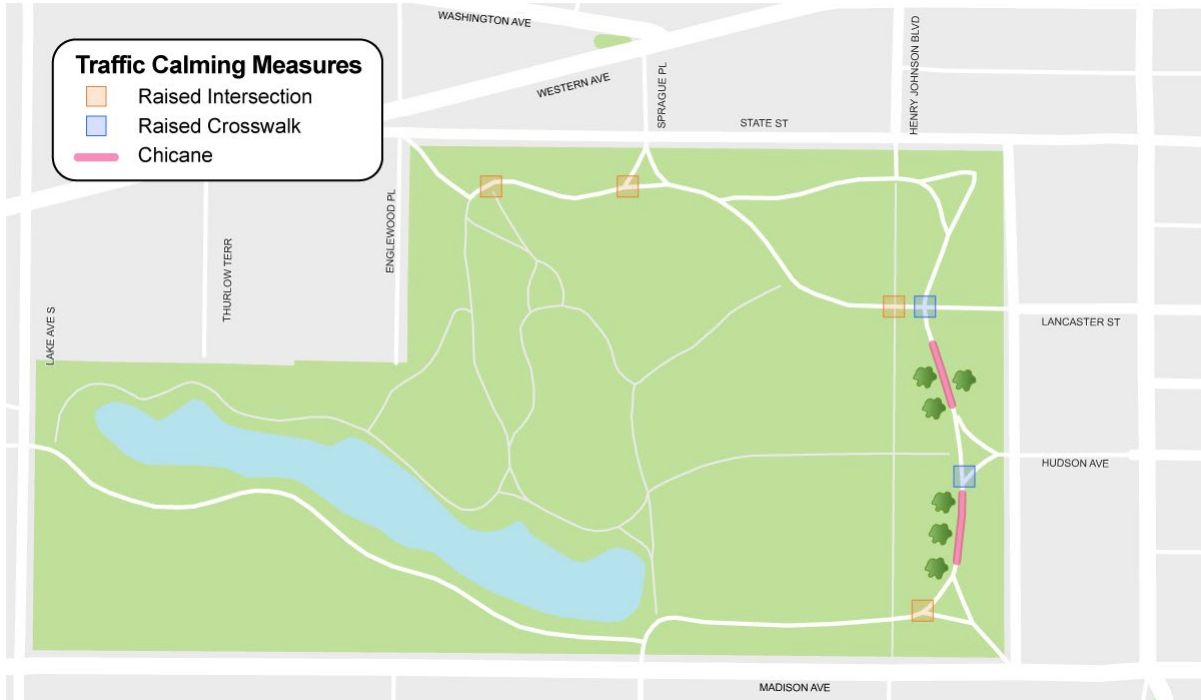 WASHINGTON AVE
WESTERN AVE
SPRAGUE PL
STATE ST
HENRY JOHNSON BLVD
Traffic Calming Measures
Raised Intersection
Raised Crosswalk
Chicane
ENGLEWOOD PL
THURLOW TERR
LAKE AVE S
LANCASTER ST
HUDSON AVE
MADISON AVE